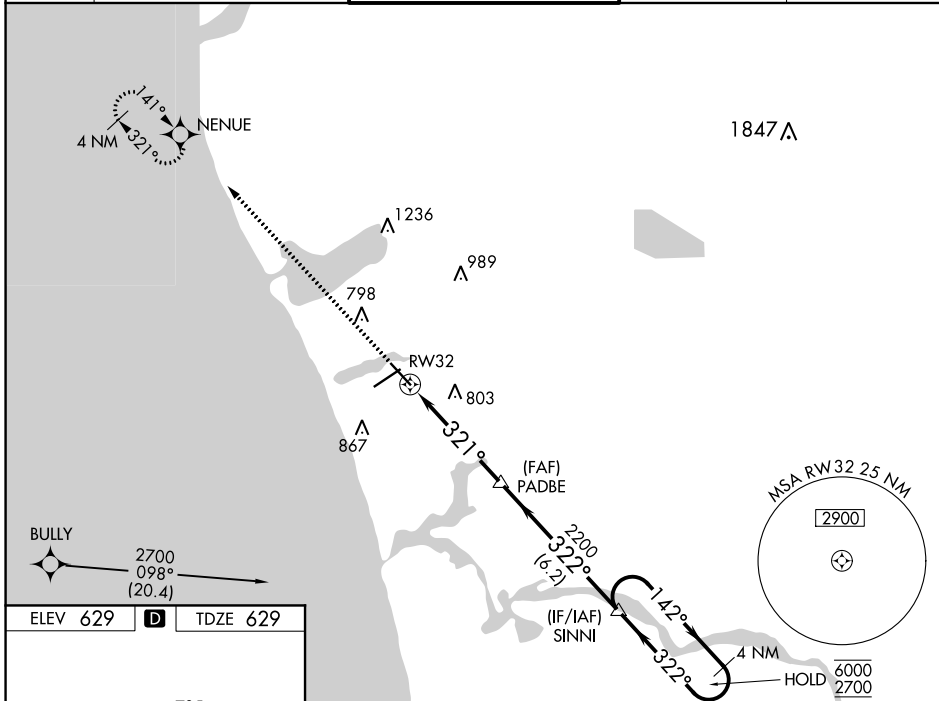 141°
NENUE
4 NM
321°
1847
1236
989
798
RW32
803
867
321°
(FAF)
PADBE
MSA RW32 25 NM
2900
BULLY
2700
098°
(20.4)
2200
322°
(6.2)
(IF/IAF)
SINNI
142°
4 NM
322°
HOLD
6000
2700
ELEV 629
D
TDZE 629